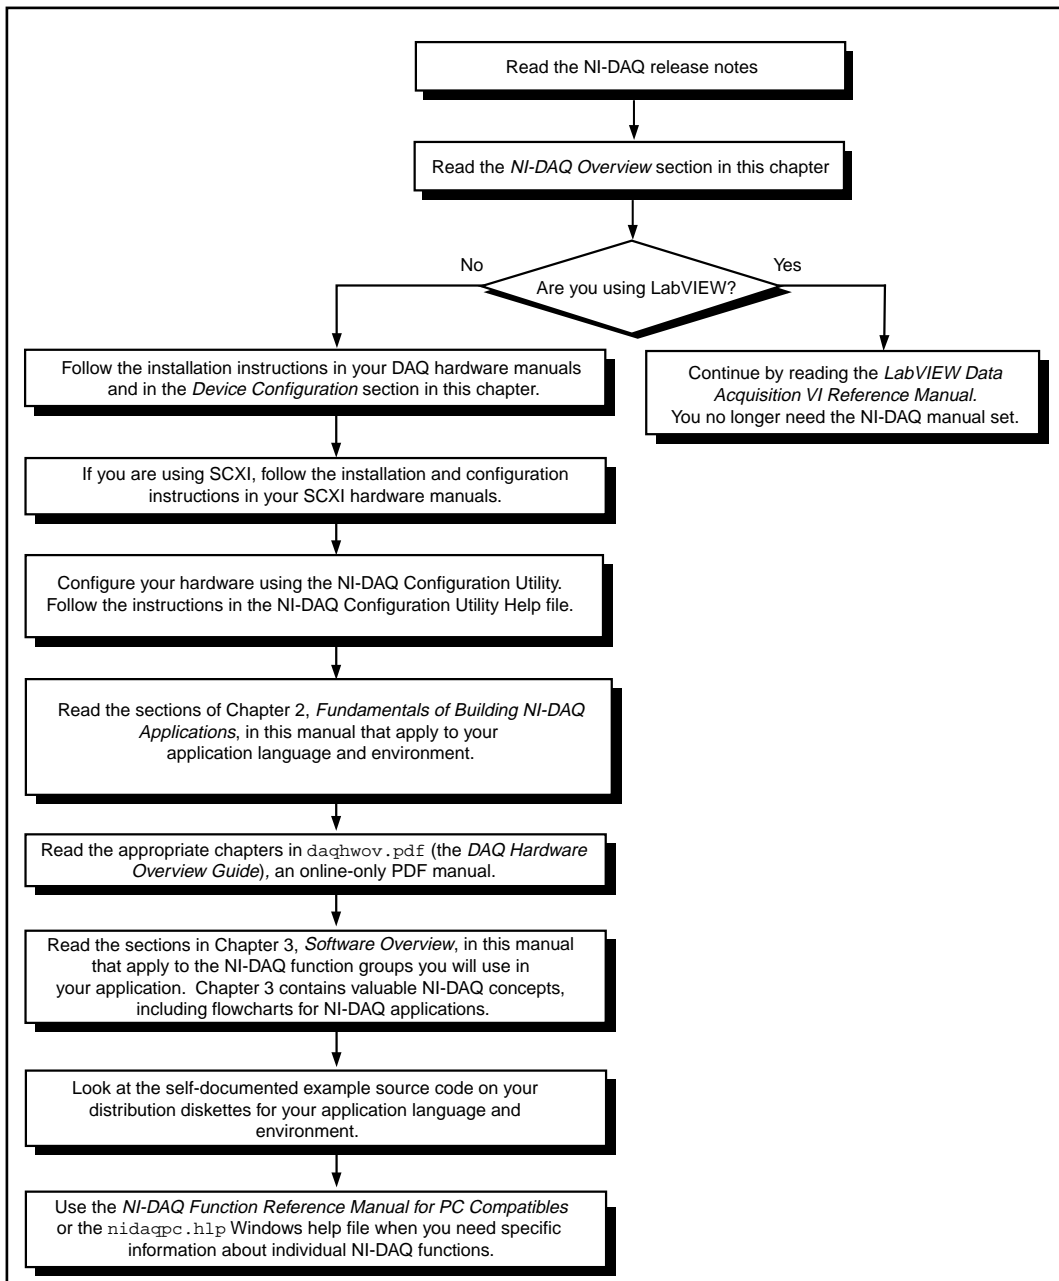 Read the NI-DAQ release notes
Read the NI-DAQ Overview section in this chapter
No
Yes
Are you using LabVIEW?
Follow the installation instructions in your DAQ hardware manuals
and in the Device Configuration section in this chapter.
Continue by reading the LabVIEW Data
Acquisition VI Reference Manual.
You no longer need the NI-DAQ manual set.
If you are using SCXI, follow the installation and configuration
instructions in your SCXI hardware manuals.
Configure your hardware using the NI-DAQ Configuration Utility.
Follow the instructions in the NI-DAQ Configuration Utility Help file.
Read the sections of Chapter 2, Fundamentals of Building NI-DAQ
Applications, in this manual that apply to your
application language and environment.
Read the appropriate chapters in daqhwov.pdf (the DAQ Hardware
Overview Guide), an online-only PDF manual.
Read the sections in Chapter 3, Software Overview, in this manual
that apply to the NI-DAQ function groups you will use in
your application. Chapter 3 contains valuable NI-DAQ concepts,
including flowcharts for NI-DAQ applications.
Look at the self-documented example source code on your
distribution diskettes for your application language and
environment.
Use the NI-DAQ Function Reference Manual for PC Compatibles
or the nidaqpc.hlp Windows help file when you need specific
information about individual NI-DAQ functions.